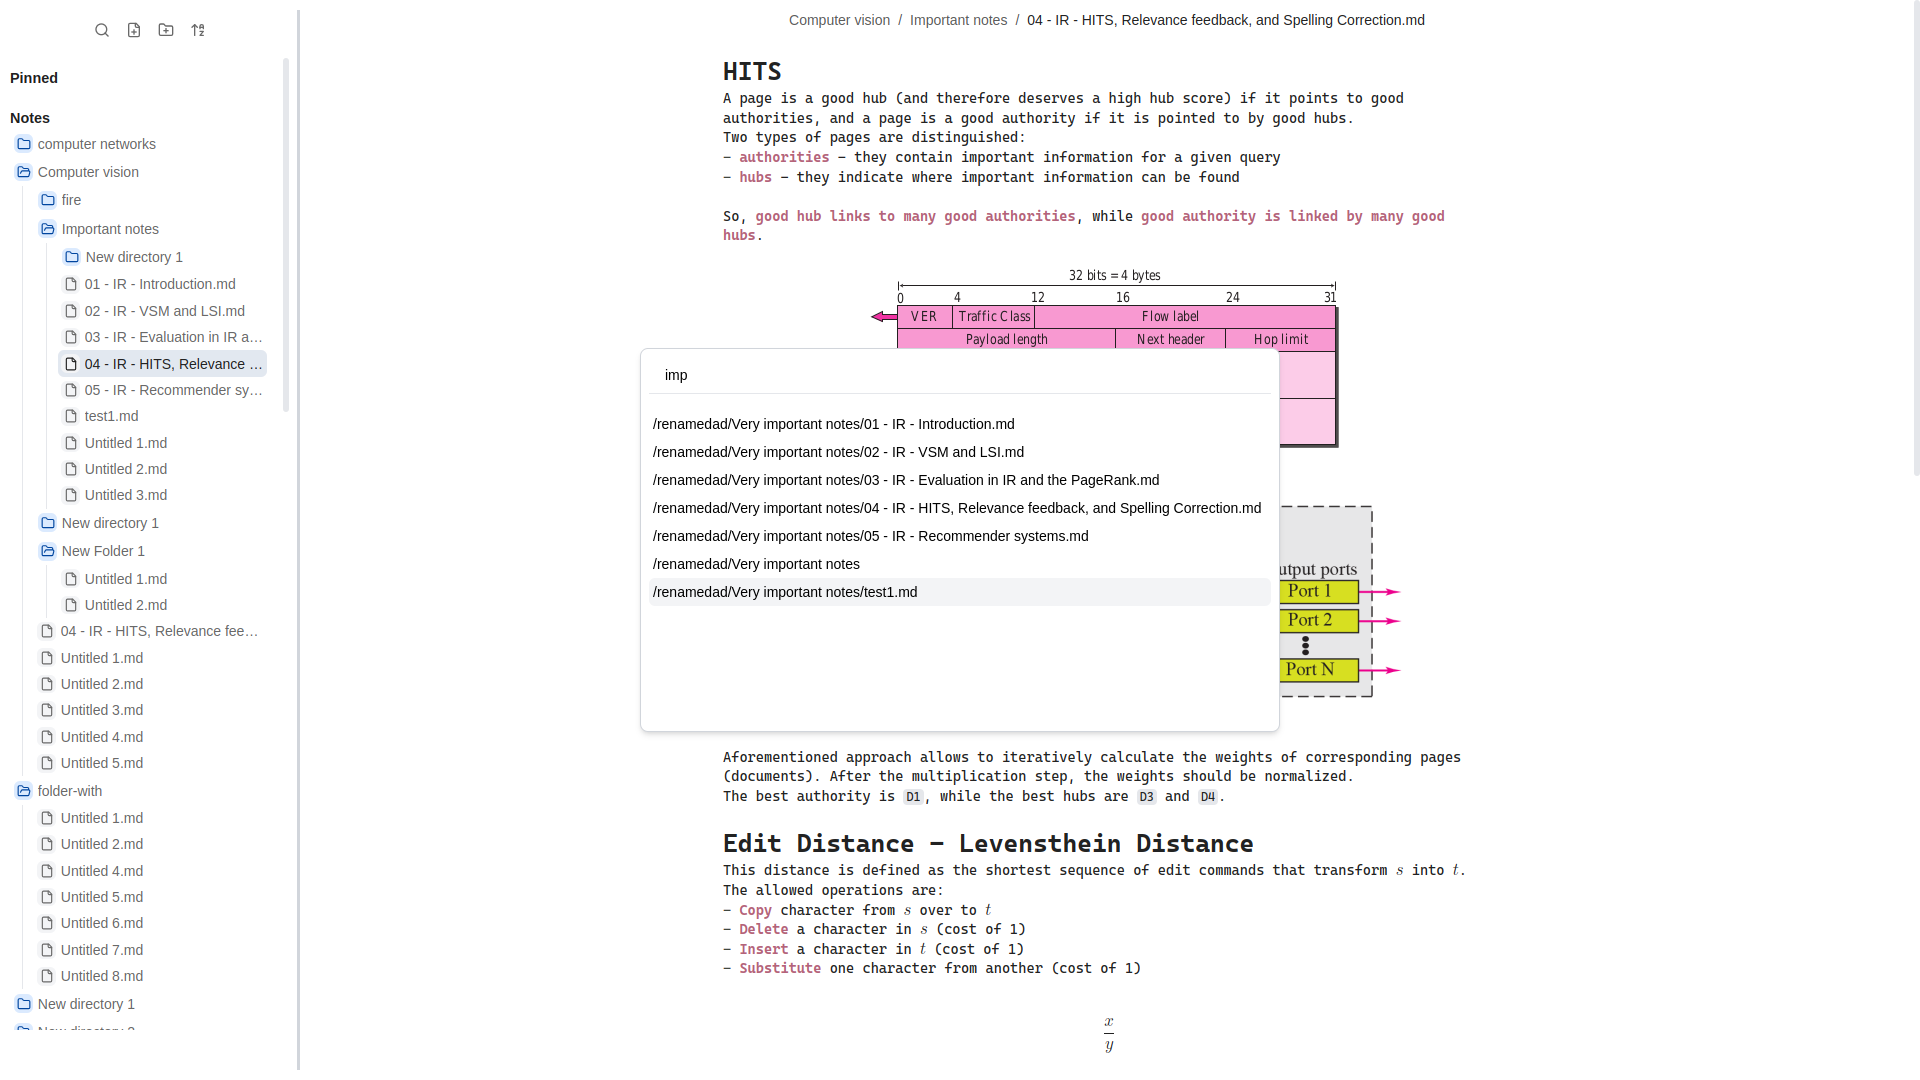 Pinned
Notes
computer networks
Computer vision
fire
Important notes
New directory 1
01 - IR - Introduction.md
02 - IR - VSM and LSI.md
03 - IR - Evaluation in IR a...
04 - IR - HITS, Relevance ...
05 - IR - Recommender sy...
test1.md
Untitled 1.md
Untitled 2.md
Untitled 3.md
New directory 1
New Folder 1
Untitled 1.md
Untitled 2.md
04 - IR - HITS, Relevance fee...
Untitled 1.md
Untitled 2.md
Untitled 3.md
Untitled 4.md
Untitled 5.md
folder-with
Untitled 1.md
Untitled 2.md
Untitled 4.md
Untitled 5.md
Untitled 6.md
Untitled 7.md
Untitled 8.md
New directory 1
Computer vision / Important notes / 04 - IR - HITS, Relevance feedback, and Spelling Correction.md
HITS
A page is a good hub (and therefore deserves a high hub score) if it points to good
authorities, and a page is a good authority if it is pointed to by good hubs.
Two types of pages are distinguished:
– authorities – they contain important information for a given query
– hubs – they indicate where important information can be found
So, good hub links to many good authorities, while good authority is linked by many good
hubs.
32 bits = 4 bytes
0 4 12 16 24 31
VER Traffic Class Flow label
Payload length Next header Hop limit
imp
/renamedad/Very important notes/01 - IR - Introduction.md
/renamedad/Very important notes/02 - IR - VSM and LSI.md
/renamedad/Very important notes/03 - IR - Evaluation in IR and the PageRank.md
/renamedad/Very important notes/04 - IR - HITS, Relevance feedback, and Spelling Correction.md
/renamedad/Very important notes/05 - IR - Recommender systems.md
/renamedad/Very important notes
/renamedad/Very important notes/test1.md
utput ports
Port 1
Port 2
Port N
Aforementioned approach allows to iteratively calculate the weights of corresponding pages
(documents). After the multiplication step, the weights should be normalized.
The best authority is D1, while the best hubs are D3 and D4.
Edit Distance – Levensthein Distance
This distance is defined as the shortest sequence of edit commands that transform s into t.
The allowed operations are:
– Copy character from s over to t
– Delete a character in s (cost of 1)
– Insert a character in t (cost of 1)
– Substitute one character from another (cost of 1)
x
y